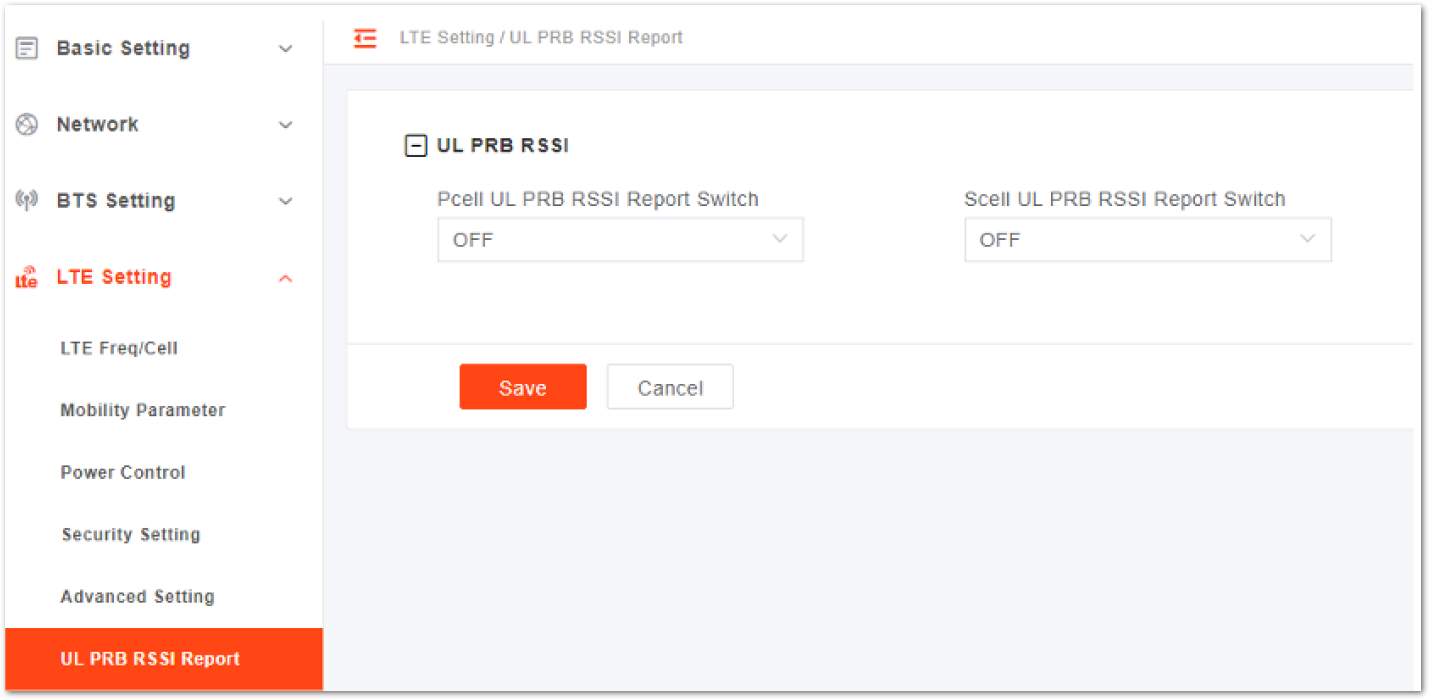 Basic Setting
Network
BTS Setting
Lte
LTE Setting
LTE Freq/Cell
Mobility Parameter
Power Control
Security Setting
Advanced Setting
UL PRB RSSI Report
LTE Setting / UL PRB RSSI Report
UL PRB RSSI
Pcell UL PRB RSSI Report Switch
OFF
Scell UL PRB RSSI Report Switch
OFF
Save
Cancel